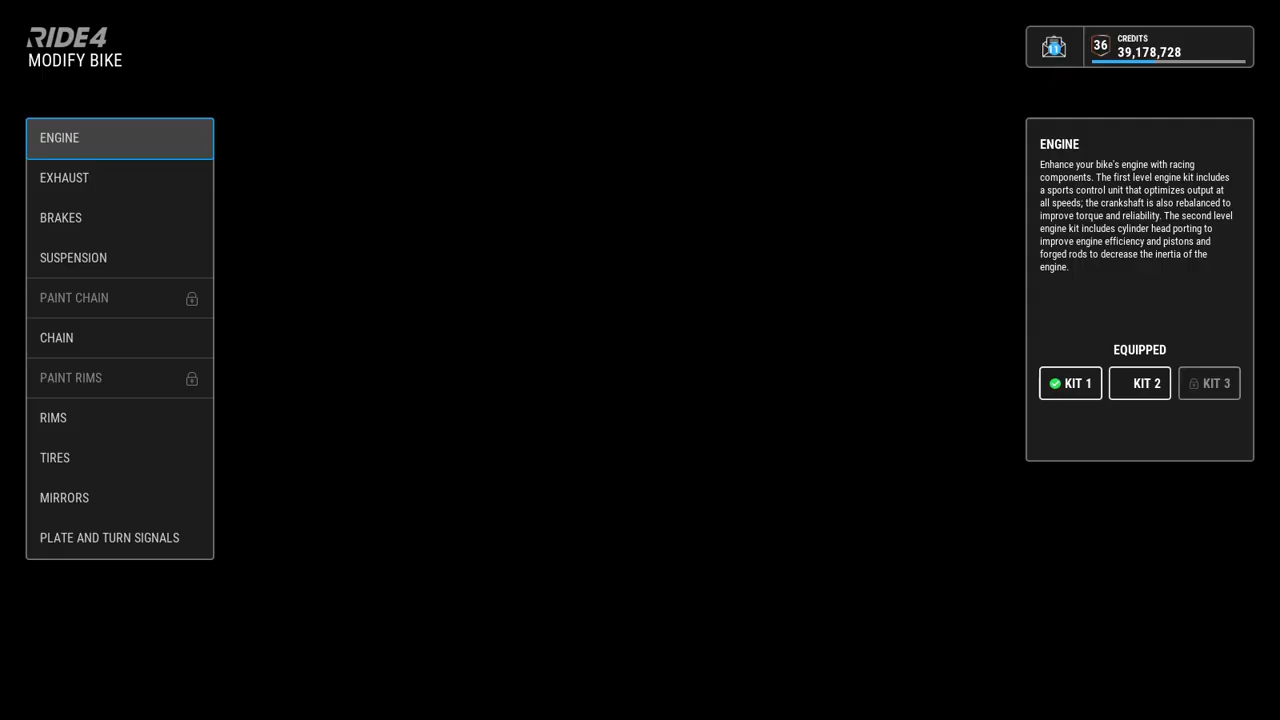 RIDE4
MODIFY BIKE
11
36
CREDITS
39,178,728
ENGINE
EXHAUST
BRAKES
SUSPENSION
PAINT CHAIN
CHAIN
PAINT RIMS
RIMS
TIRES
MIRRORS
PLATE AND TURN SIGNALS
ENGINE
Enhance your bike's engine with racing
components. The first level engine kit includes
a sports control unit that optimizes output at
all speeds; the crankshaft is also rebalanced to
improve torque and reliability. The second level
engine kit includes cylinder head porting to
improve engine efficiency and pistons and
forged rods to decrease the inertia of the
engine.
EQUIPPED
KIT 1
KIT 2
KIT 3